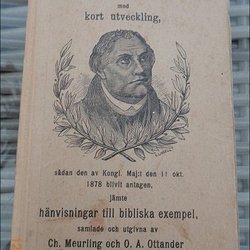 med
kort utveckling,
sådan den av Kongl. Maj:t den 11 okt.
1878 blivit antagen,
jämte
hänvisningar till bibliska exempel,
samlade och utgivna av
Ch. Meurling och O. A. Ottander